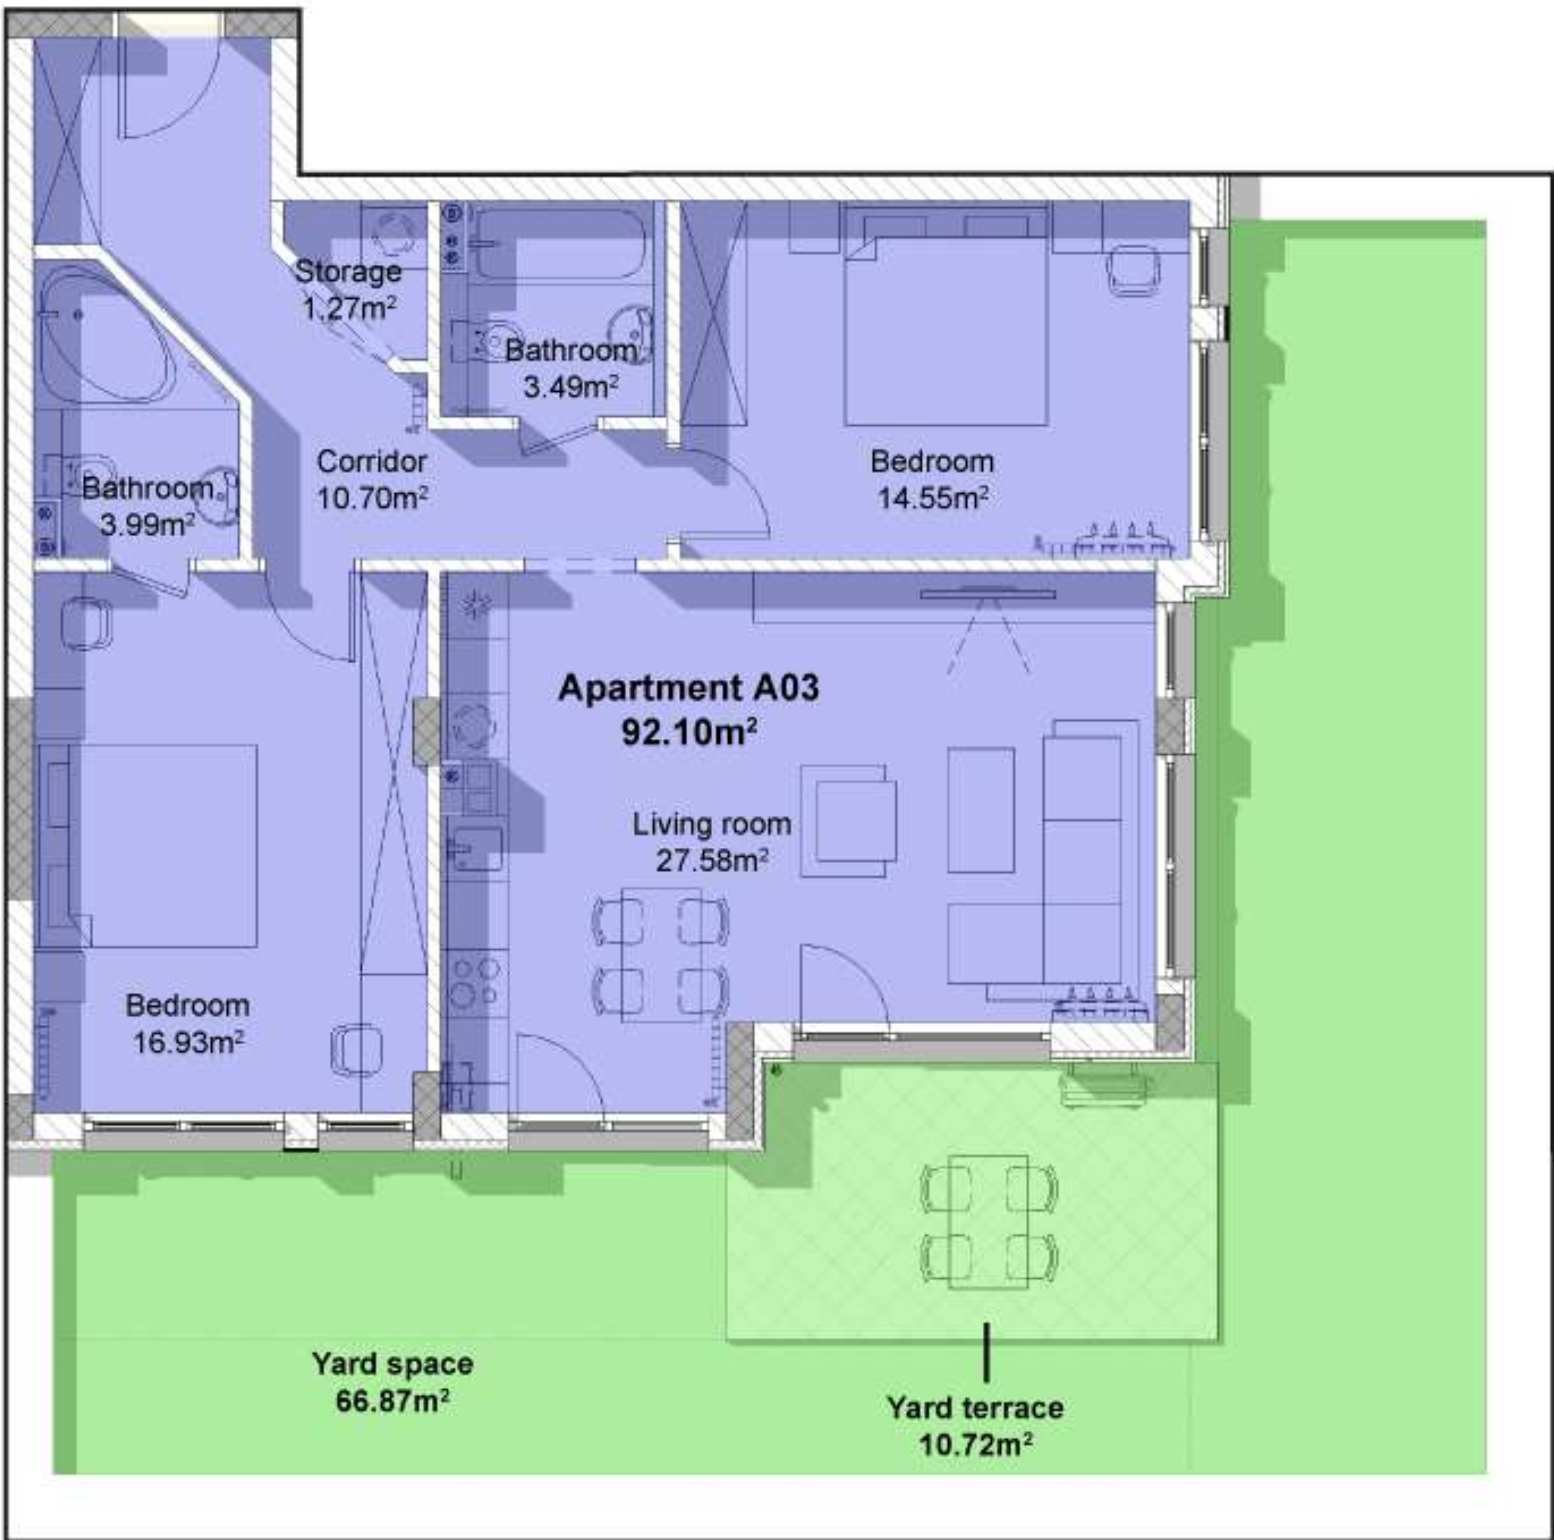 Storage
1.27m²
Bathroom
3.49m²
Corridor
10.70m²
Bedroom
14.55m²
Bathroom
3.99m²
Apartment A03
92.10m²
Living room
27.58m²
Bedroom
16.93m²
Yard space
66.87m²
Yard terrace
10.72m²